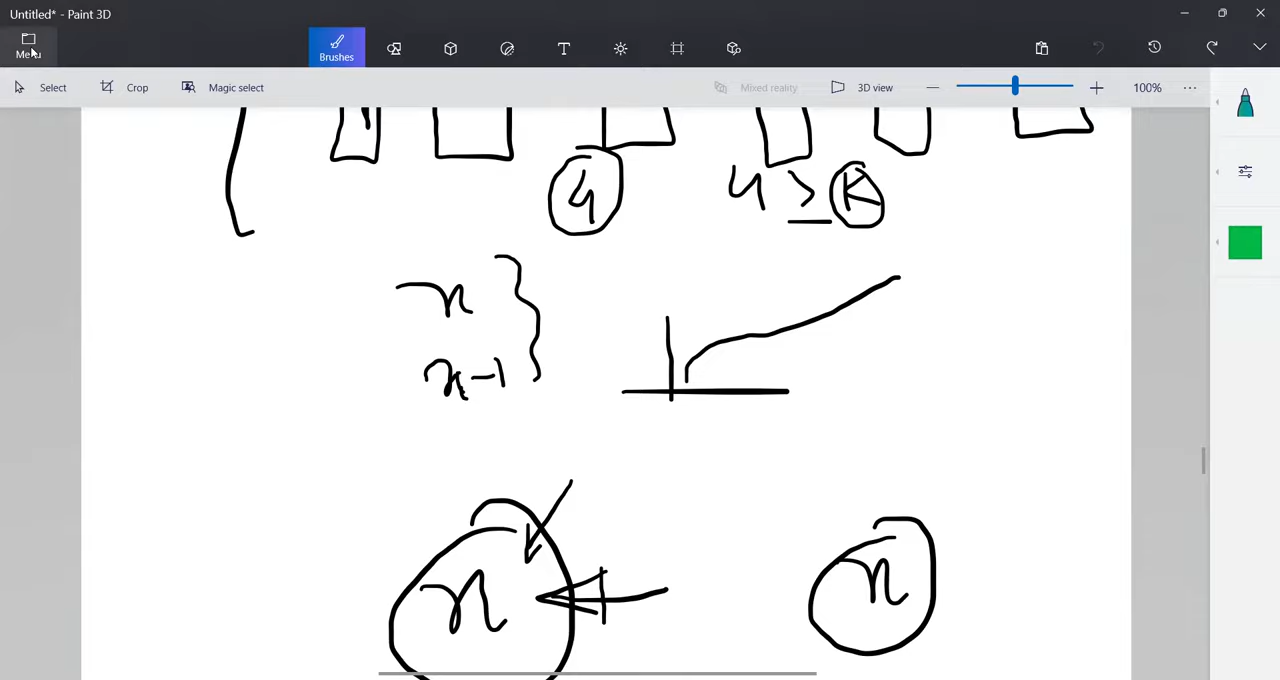 Untitled* - Paint 3D
Menu
Brushes
Select Crop Magic select Mixed reality 3D view 100%
4 4 ≥ K
n
n-1
n n